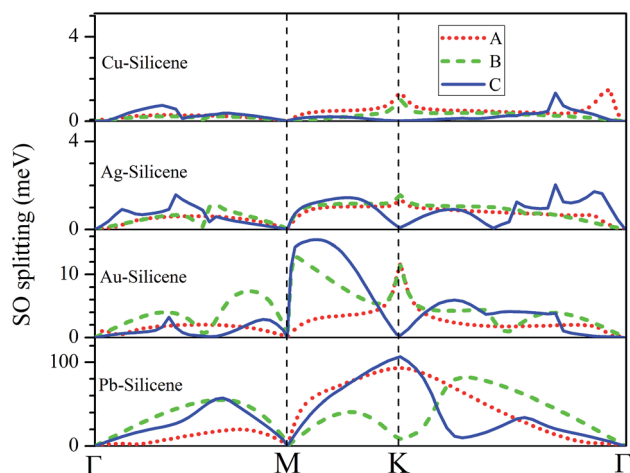 SO splitting (meV)
4
Cu-Silicene
0
A
B
C
4
Ag-Silicene
0
Au-Silicene
10
0
100
Pb-Silicene
0
Γ M K Γ